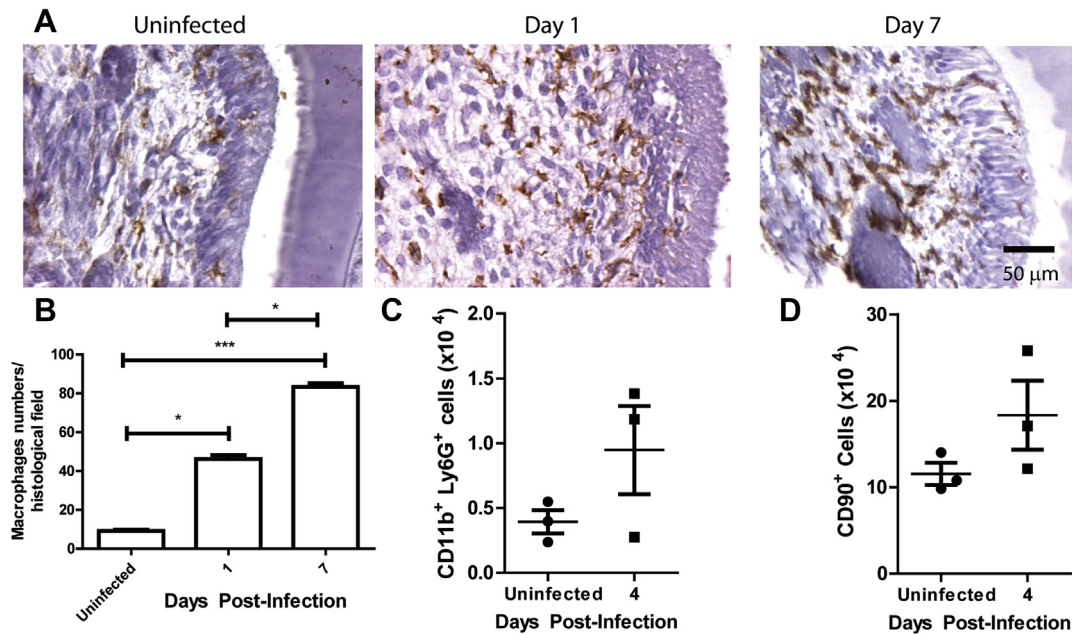 A
Uninfected
Day 1
Day 7
50 μm
B
Macrophages numbers/
histological field
100
80
60
40
20
0
*
***
*
Uninfected
1
7
Days Post-Infection
C
CD11b+ Ly6G+ cells (x10 4)
2.0
1.5
1.0
0.5
0.0
Uninfected
4
Days Post-Infection
D
CD90+ Cells (x10 4)
30
20
10
0
Uninfected
4
Days Post-Infection